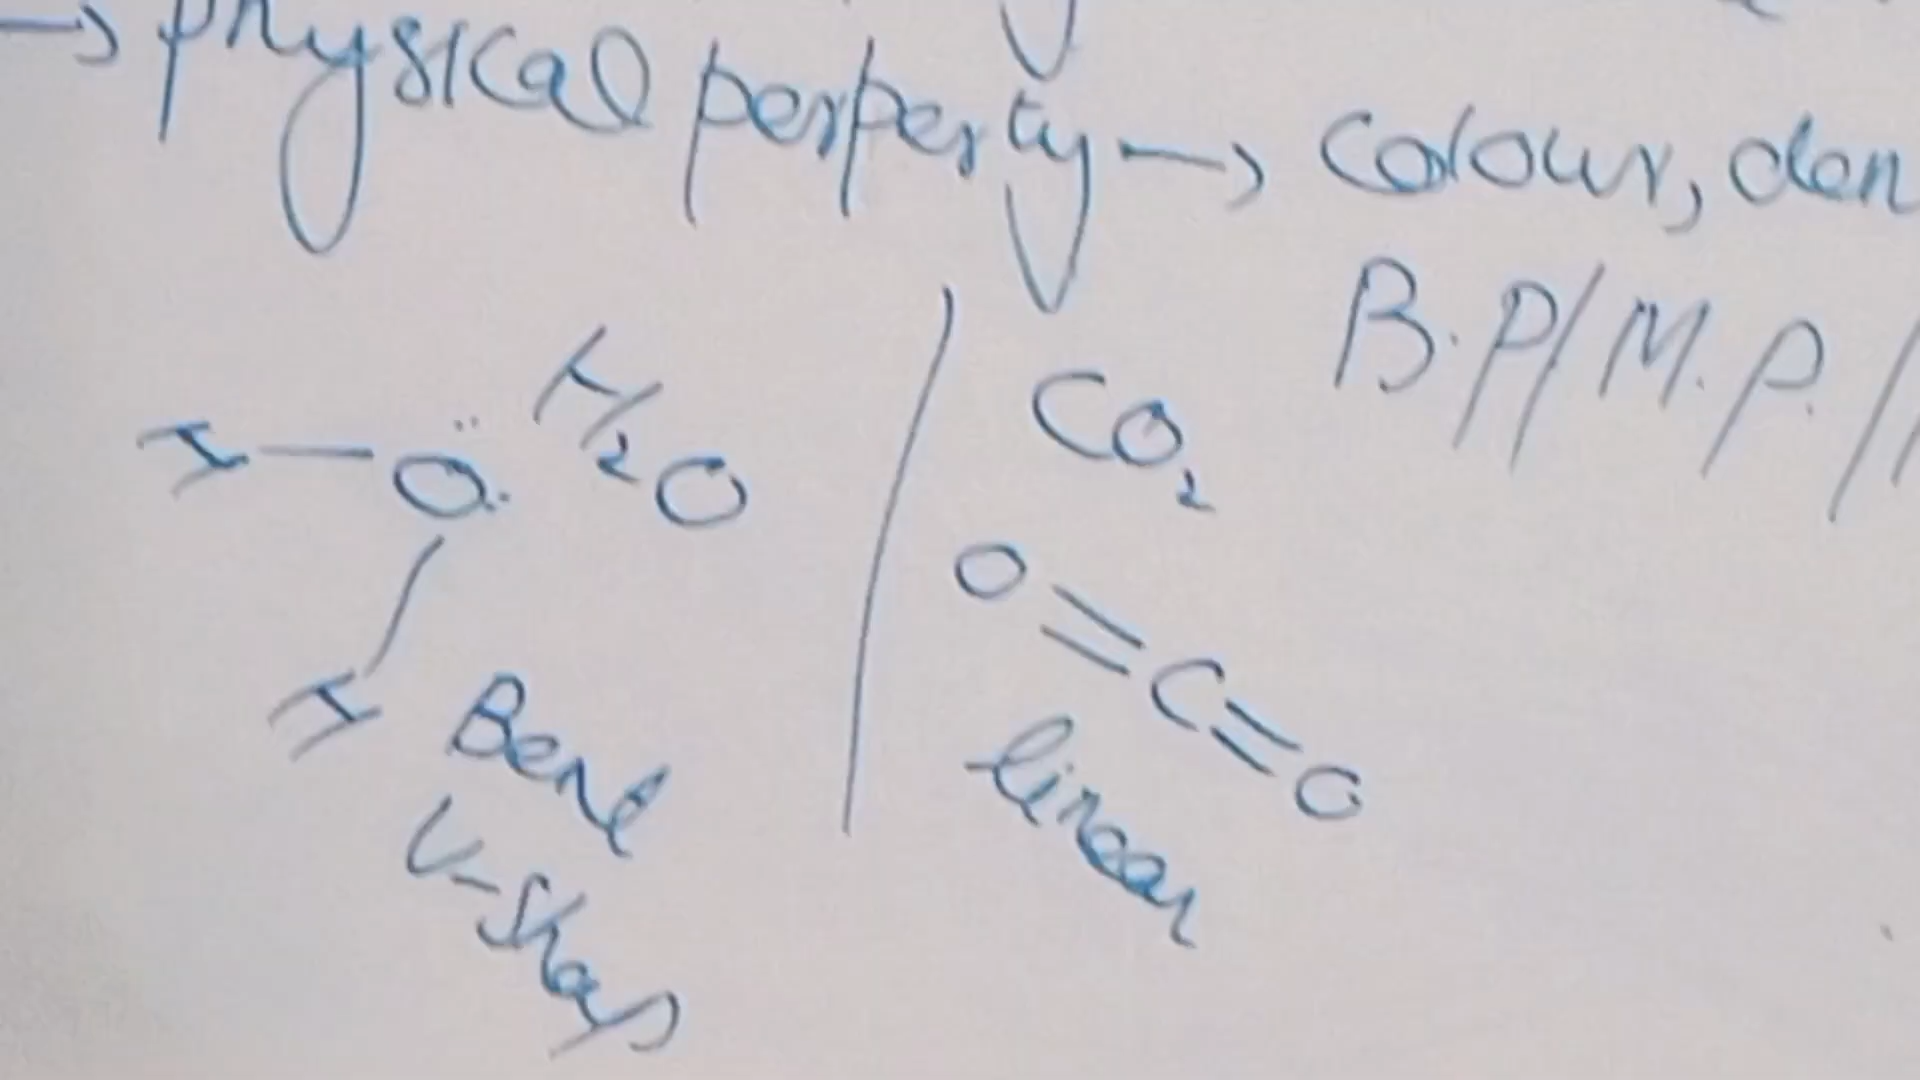 → physical perperty → Colour, den
B.P/M.P./
H2O
H—Ö:
H
Bent
V-Shap
CO2
O=C=O
linear